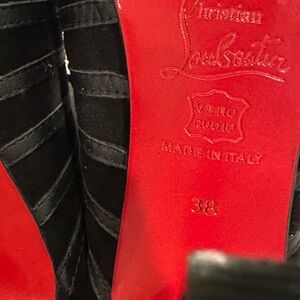 Christian
Louboutin
VERO
CUOIO
MADE IN ITALY
38